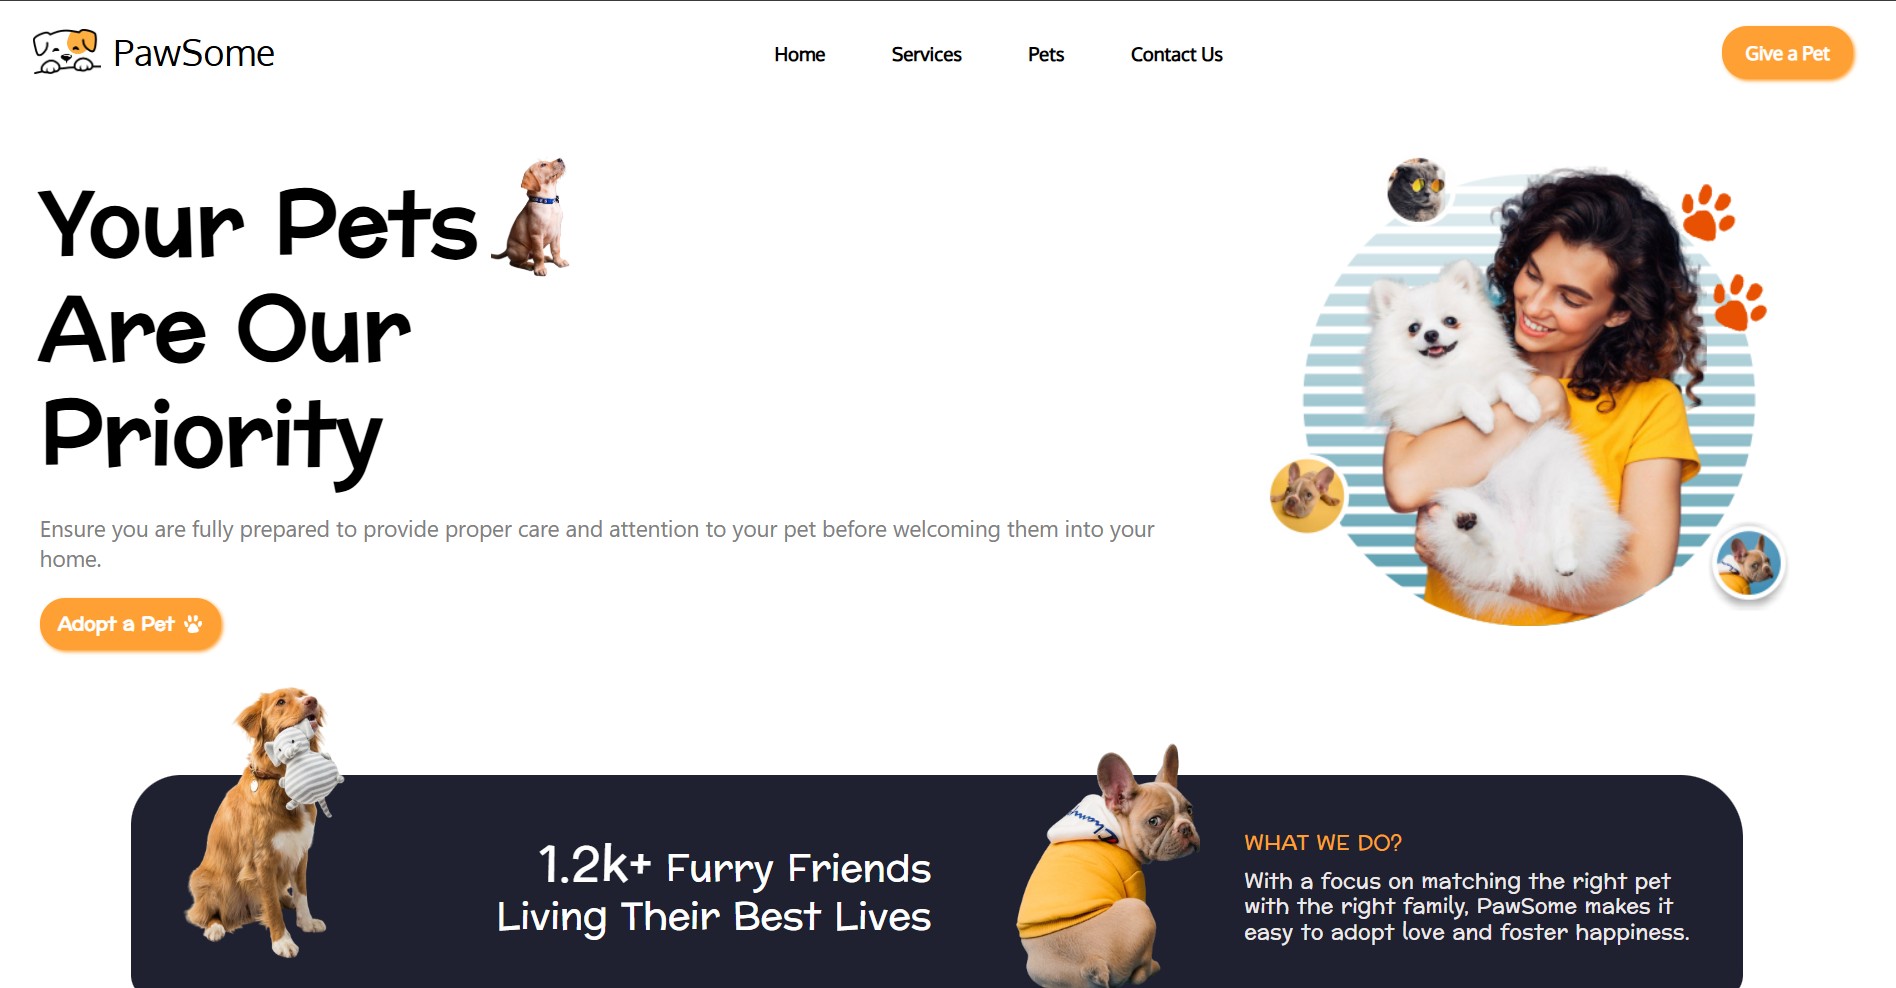 PawSome
Home
Services
Pets
Contact Us
Give a Pet
Your Pets
Are Our
Priority
Ensure you are fully prepared to provide proper care and attention to your pet before welcoming them into your
home.
Adopt a Pet
1.2k+ Furry Friends
Living Their Best Lives
WHAT WE DO?
With a focus on matching the right pet
with the right family, PawSome makes it
easy to adopt love and foster happiness.